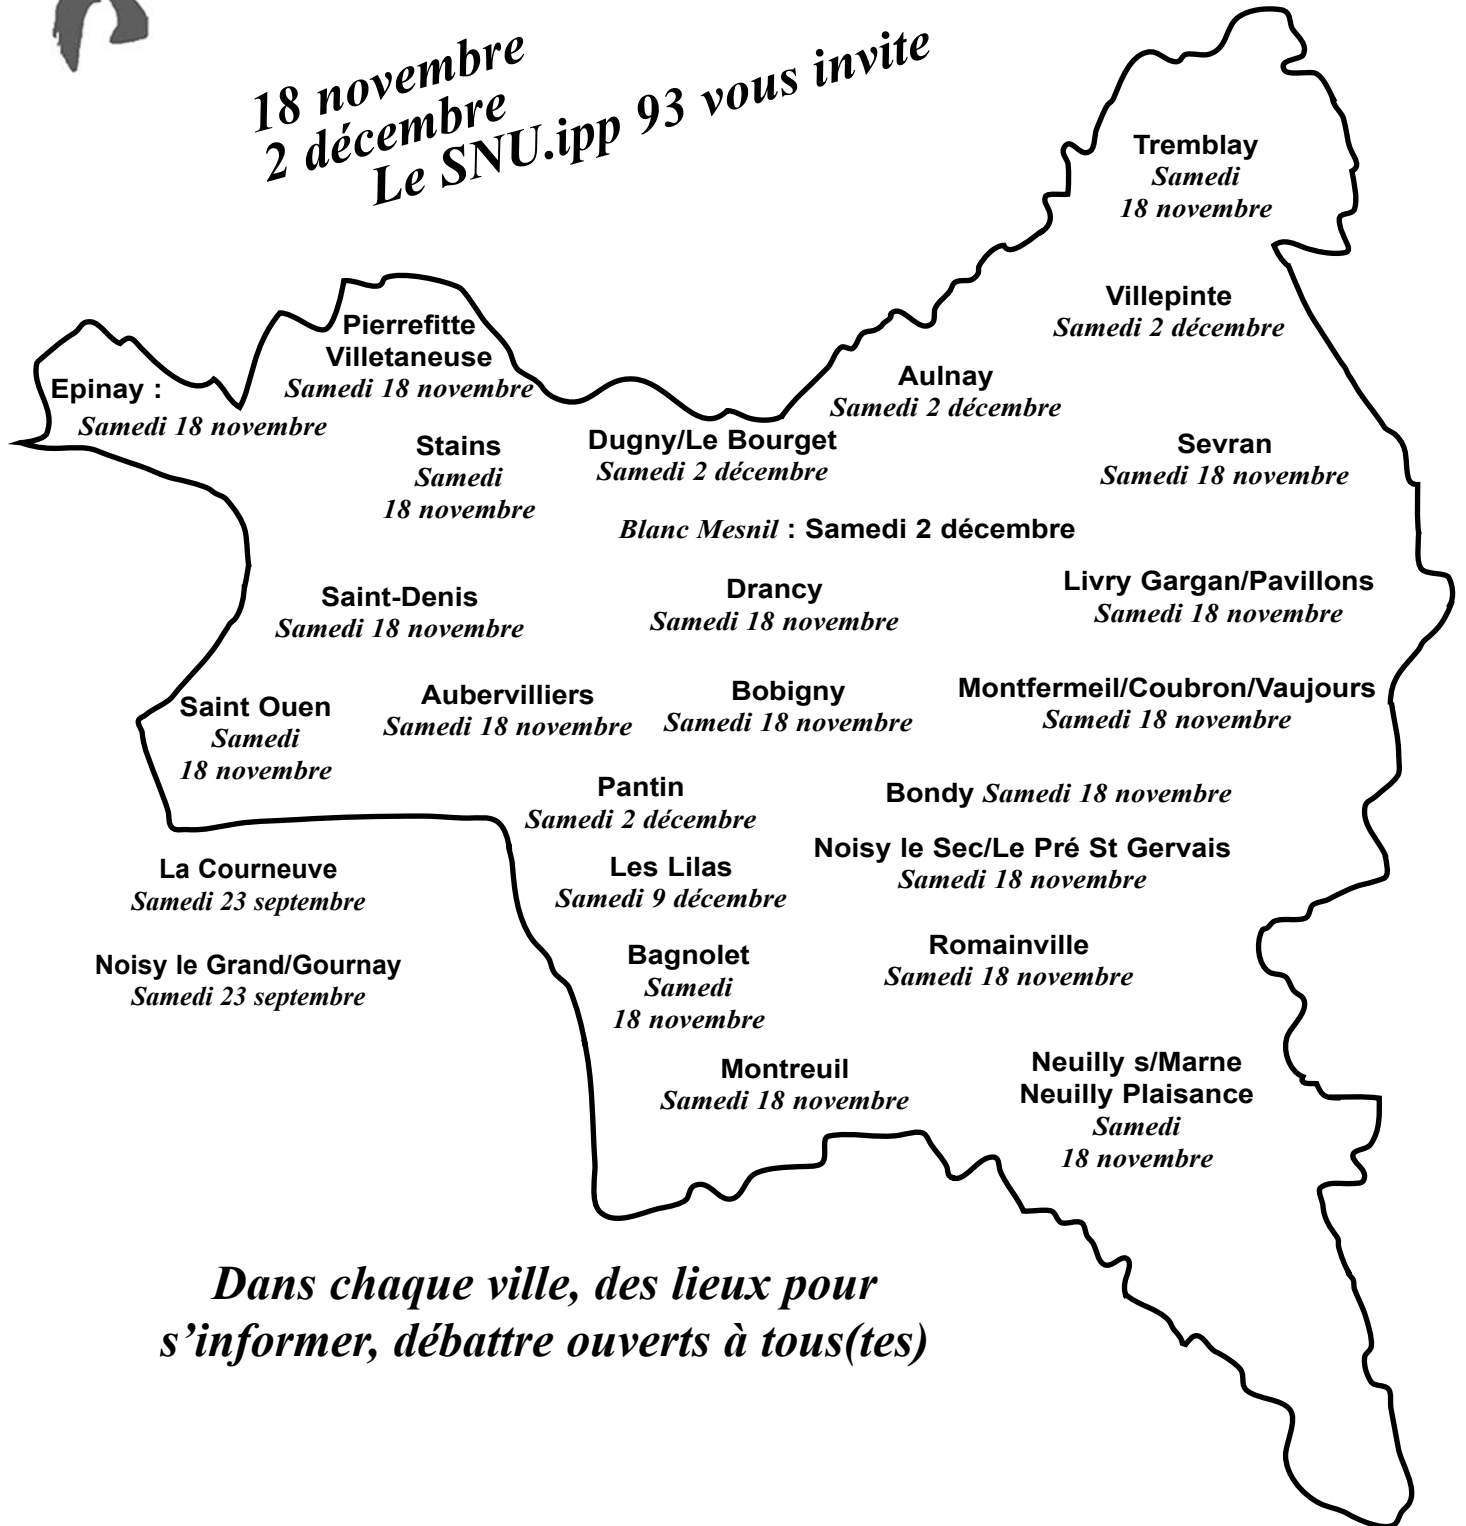 18 novembre
2 décembre
Le SNU.ipp 93 vous invite
Tremblay
Samedi
18 novembre
Villepinte
Samedi 2 décembre
Pierrefitte
Villetaneuse
Samedi 18 novembre
Epinay :
Samedi 18 novembre
Aulnay
Samedi 2 décembre
Stains
Samedi
18 novembre
Dugny/Le Bourget
Samedi 2 décembre
Sevran
Samedi 18 novembre
Blanc Mesnil : Samedi 2 décembre
Saint-Denis
Samedi 18 novembre
Drancy
Samedi 18 novembre
Livry Gargan/Pavillons
Samedi 18 novembre
Saint Ouen
Samedi
18 novembre
Aubervilliers
Samedi 18 novembre
Bobigny
Samedi 18 novembre
Montfermeil/Coubron/Vaujours
Samedi 18 novembre
Pantin
Samedi 2 décembre
Bondy Samedi 18 novembre
La Courneuve
Samedi 23 septembre
Les Lilas
Samedi 9 décembre
Noisy le Sec/Le Pré St Gervais
Samedi 18 novembre
Noisy le Grand/Gournay
Samedi 23 septembre
Bagnolet
Samedi
18 novembre
Romainville
Samedi 18 novembre
Montreuil
Samedi 18 novembre
Neuilly s/Marne
Neuilly Plaisance
Samedi
18 novembre
Dans chaque ville, des lieux pour
s'informer, débattre ouverts à tous(tes)